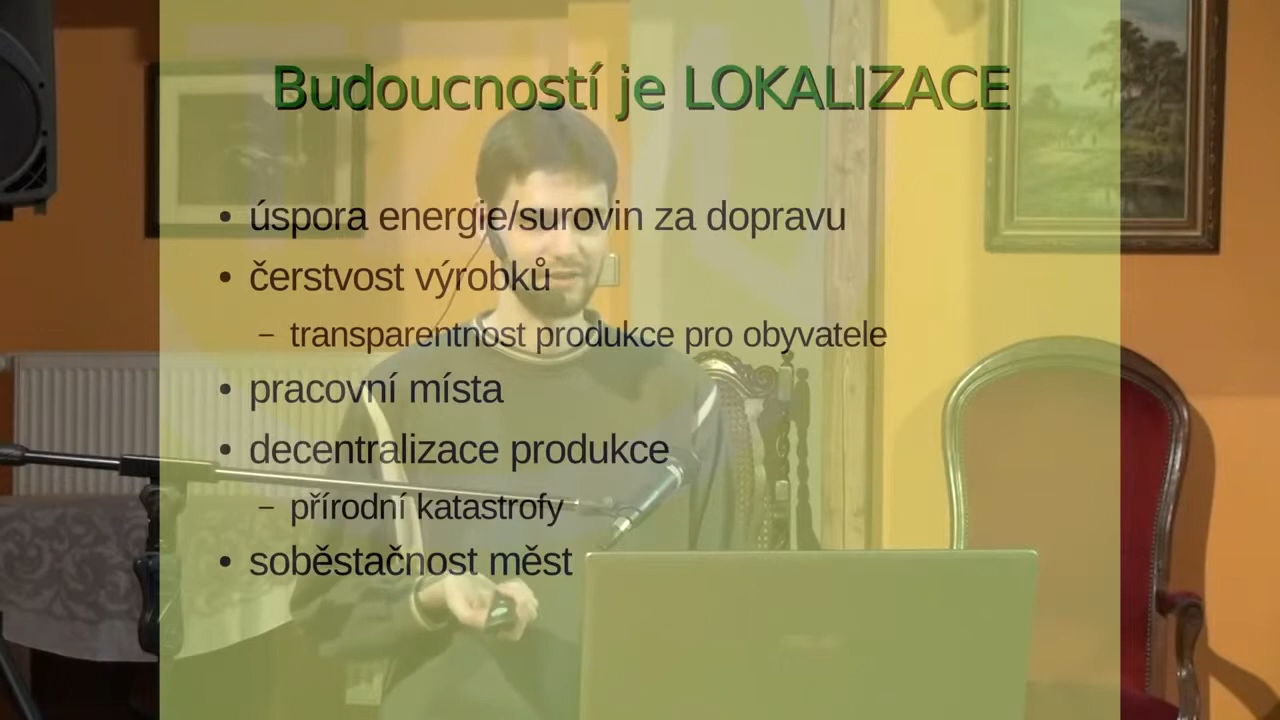 Budoucností je LOKALIZACE
• úspora energie/surovin za dopravu
• čerstvost výrobků
– transparentnost produkce pro obyvatele
• pracovní místa
• decentralizace produkce
– přírodní katastrofy
• soběstačnost měst